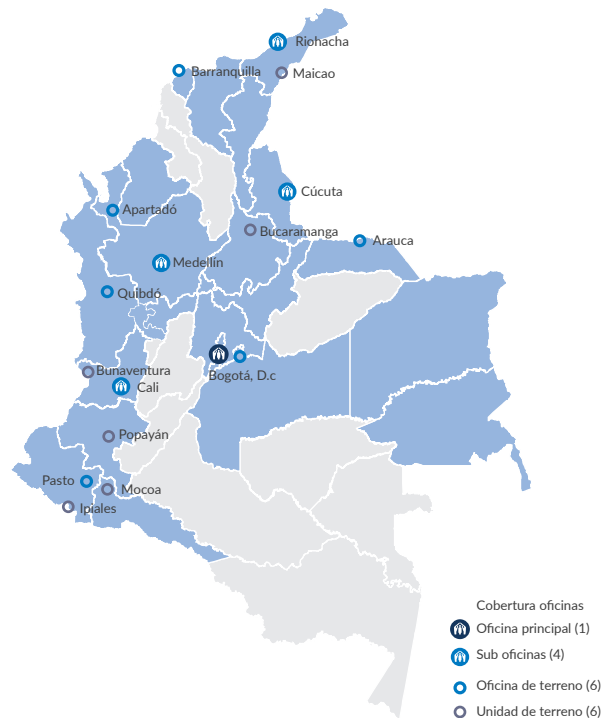 Riohacha
Barranquilla
Maicao
Cúcuta
Apartadó
Bucaramanga
Arauca
Medellín
Quibdó
Buenaventura
Bogotá, D.c
Cali
Popayán
Pasto
Mocoa
Ipiales
Cobertura oficinas
Oficina principal (1)
Sub oficinas (4)
Oficina de terreno (6)
Unidad de terreno (6)